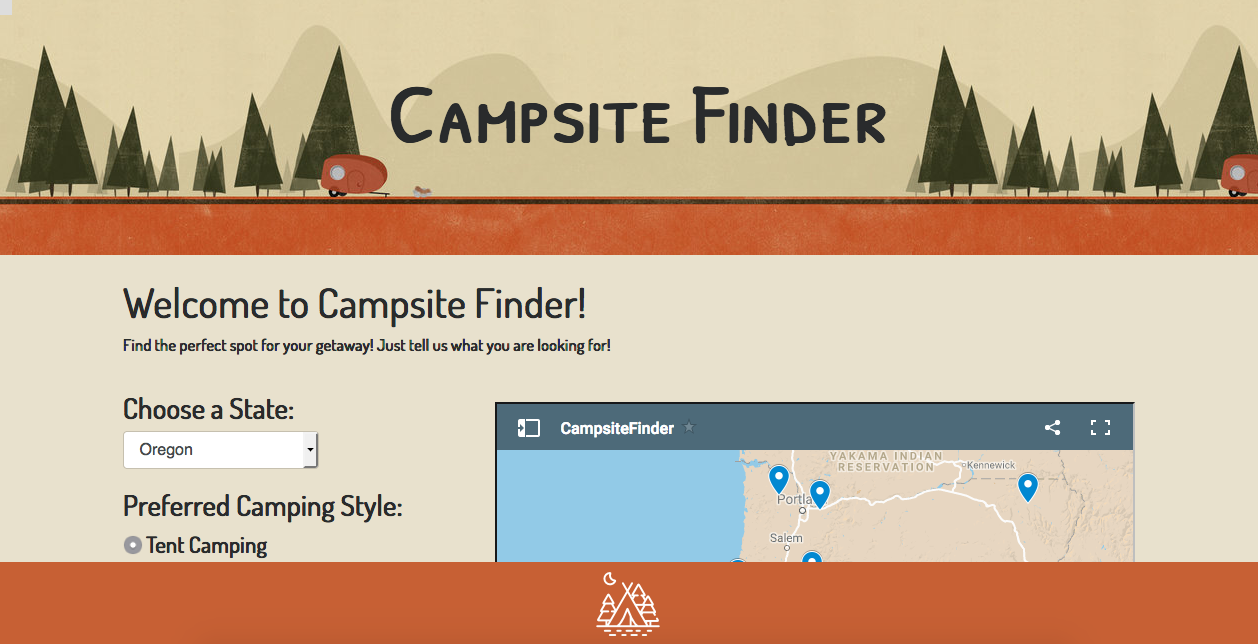 Campsite Finder
Welcome to Campsite Finder!
Find the perfect spot for your getaway! Just tell us what you are looking for!
Choose a State:
Oregon
Preferred Camping Style:
Tent Camping
CampsiteFinder
YAKAMA INDIAN
RESERVATION
Kennewick
Portla
Salem